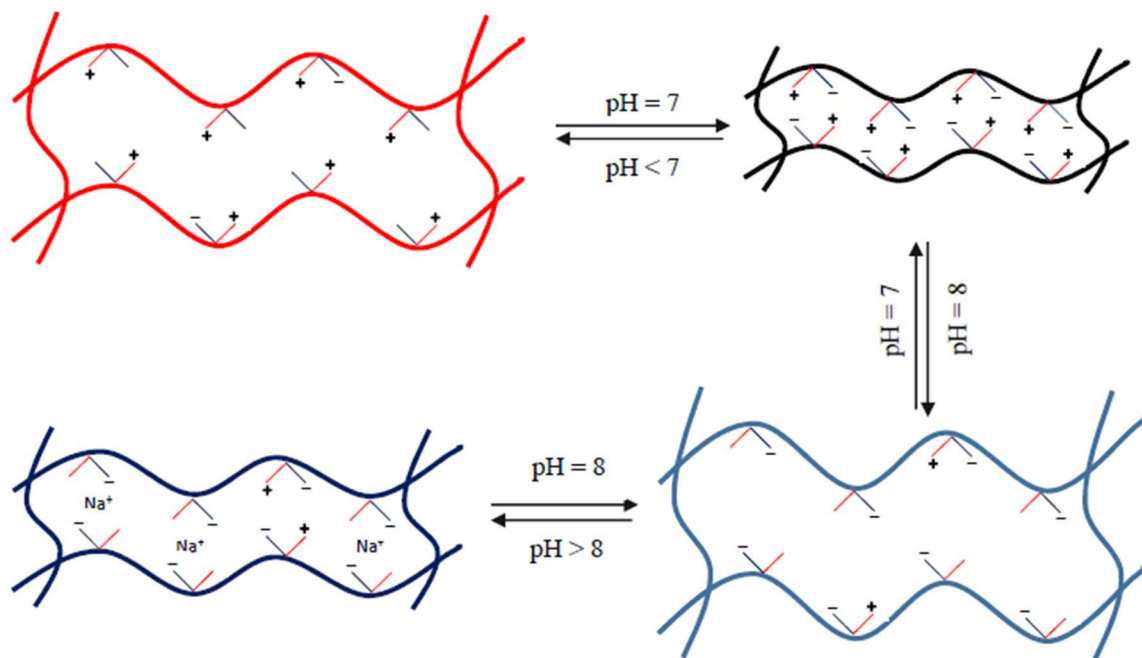 pH = 7
pH < 7
pH = 7
pH = 8
pH = 8
pH > 8
Na⁺
Na⁺
Na⁺